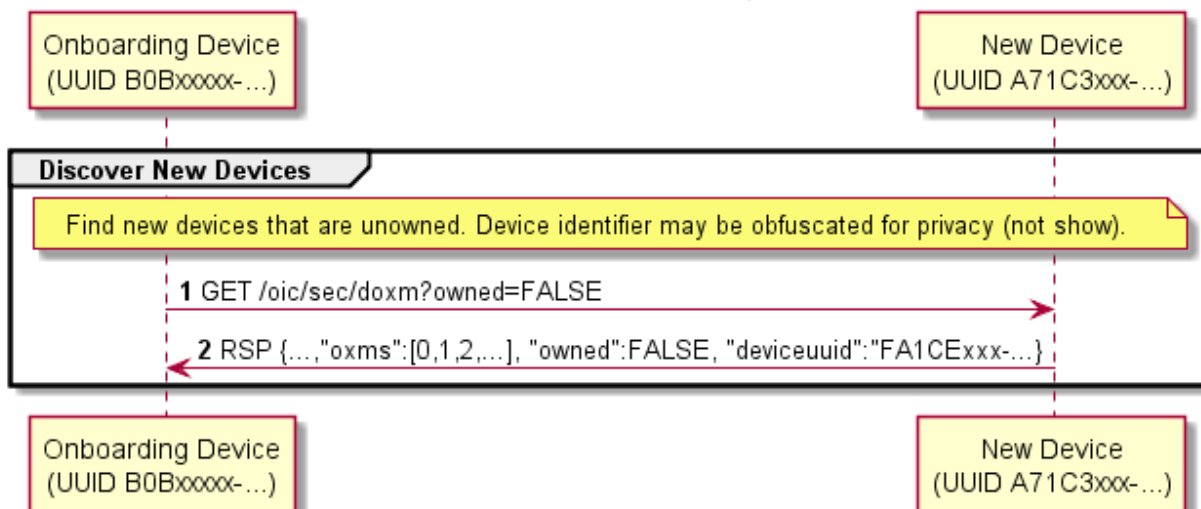 Onboarding Device
(UUID B0Bxxxxx-...)
New Device
(UUID A71C3xxx-...)
Discover New Devices
Find new devices that are unowned. Device identifier may be obfuscated for privacy (not show).
1 GET /oic/sec/doxm?owned=FALSE
2 RSP {...,"oxms":[0,1,2,...], "owned":FALSE, "deviceuuid":"FA1CExxx-...}
Onboarding Device
(UUID B0Bxxxxx-...)
New Device
(UUID A71C3xxx-...)